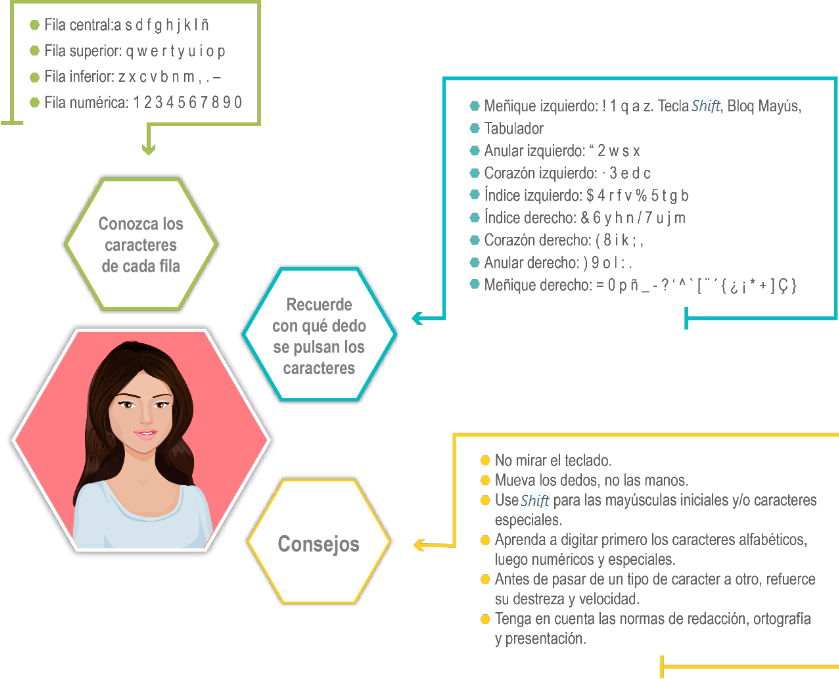 Fila central:a s d f g h j k l ñ
Fila superior: q w e r t y u i o p
Fila inferior: z x c v b n m , . –
Fila numérica: 1 2 3 4 5 6 7 8 9 0
Conozca los
caracteres
de cada fila
Meñique izquierdo: ! 1 q a z. Tecla Shift, Bloq Mayús,
Tabulador
Anular izquierdo: “ 2 w s x
Corazón izquierdo: · 3 e d c
Índice izquierdo: $ 4 r f v % 5 t g b
Índice derecho: & 6 y h n / 7 u j m
Corazón derecho: ( 8 i k ; ,
Anular derecho: ) 9 o l : .
Meñique derecho: = 0 p ñ _ - ? ‘ ^ ` [ ¨ ´ { ¿ ¡ * + ] Ç }
Recuerde
con qué dedo
se pulsan los
caracteres
Consejos
No mirar el teclado.
Mueva los dedos, no las manos.
Use Shift para las mayúsculas iniciales y/o caracteres
especiales.
Aprenda a digitar primero los caracteres alfabéticos,
luego numéricos y especiales.
Antes de pasar de un tipo de caracter a otro, refuerce
su destreza y velocidad.
Tenga en cuenta las normas de redacción, ortografía
y presentación.